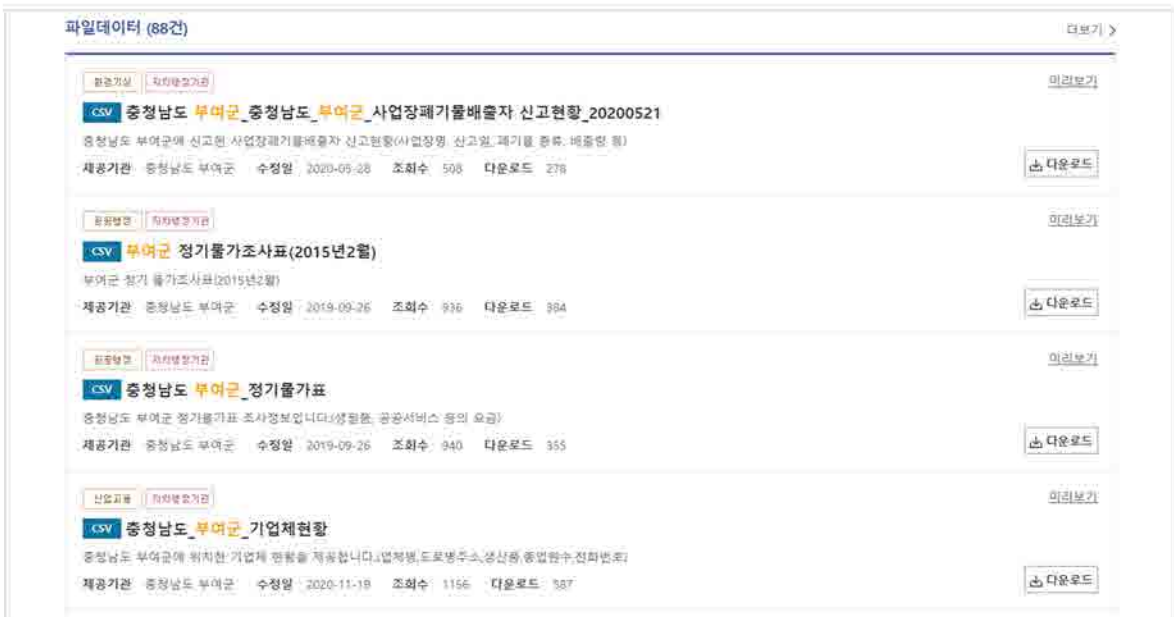 파일데이터 (88건)
더보기 >
환경기상 자치행정기관
미리보기
CSV 충청남도 부여군_충청남도_부여군_사업장폐기물배출자 신고현황_20200521
충청남도 부여군에 신고된 사업장폐기물배출자 신고현황(사업장명, 신고일, 폐기물 종류, 배출량 등)
제공기관 충청남도 부여군 수정일 2020-05-28 조회수 508 다운로드 278
다운로드
공공행정 자치행정기관
미리보기
CSV 부여군 정기물가조사표(2015년2월)
부여군 정기 물가조사표(2015년2월)
제공기관 충청남도 부여군 수정일 2019-09-26 조회수 936 다운로드 384
다운로드
공공행정 자치행정기관
미리보기
CSV 충청남도 부여군_정기물가표
충청남도 부여군 정기물가표 조사정보입니다.(생필품, 공공서비스 등의 요금)
제공기관 충청남도 부여군 수정일 2019-09-26 조회수 940 다운로드 355
다운로드
산업고용 자치행정기관
미리보기
CSV 충청남도_부여군_기업체현황
충청남도 부여군에 위치한 기업체 현황을 제공합니다.(업체명,도로명주소,생산품,종업원수,전화번호)
제공기관 충청남도 부여군 수정일 2020-11-19 조회수 1156 다운로드 587
다운로드